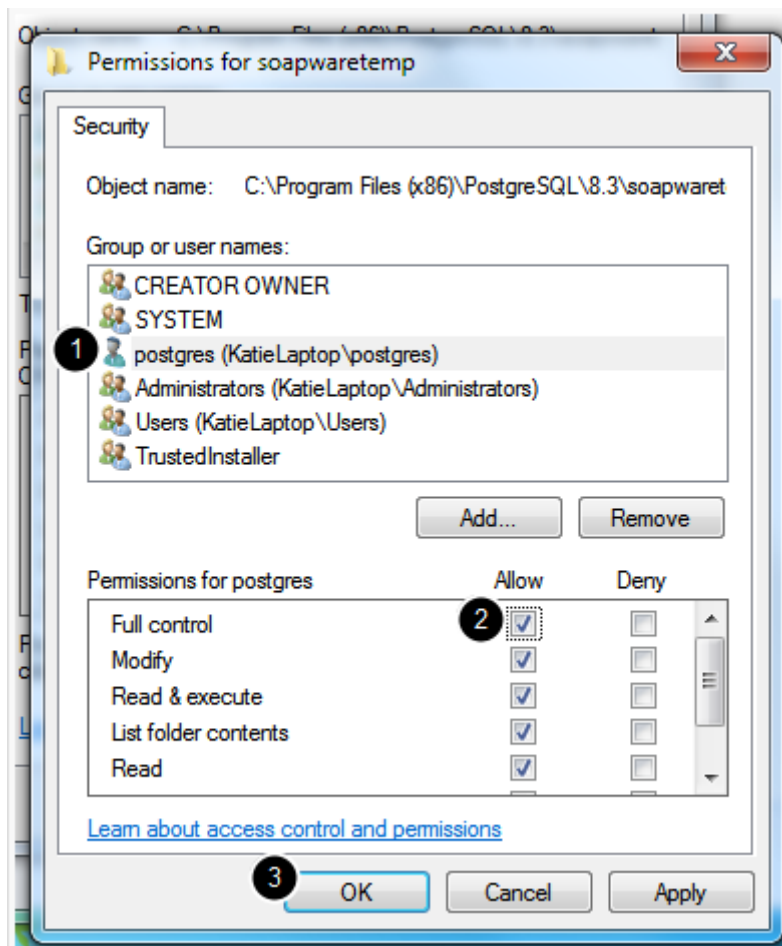 Permissions for soapwaretemp
Security
Object name: C:\Program Files (x86)\PostgreSQL\8.3\soapwaret
Group or user names:
CREATOR OWNER
SYSTEM
1 postgres (KatieLaptop\postgres)
Administrators (KatieLaptop\Administrators)
Users (KatieLaptop\Users)
TrustedInstaller
Add... Remove
Permissions for postgres Allow Deny
Full control 2
Modify
Read & execute
List folder contents
Read
Learn about access control and permissions
3 OK Cancel Apply